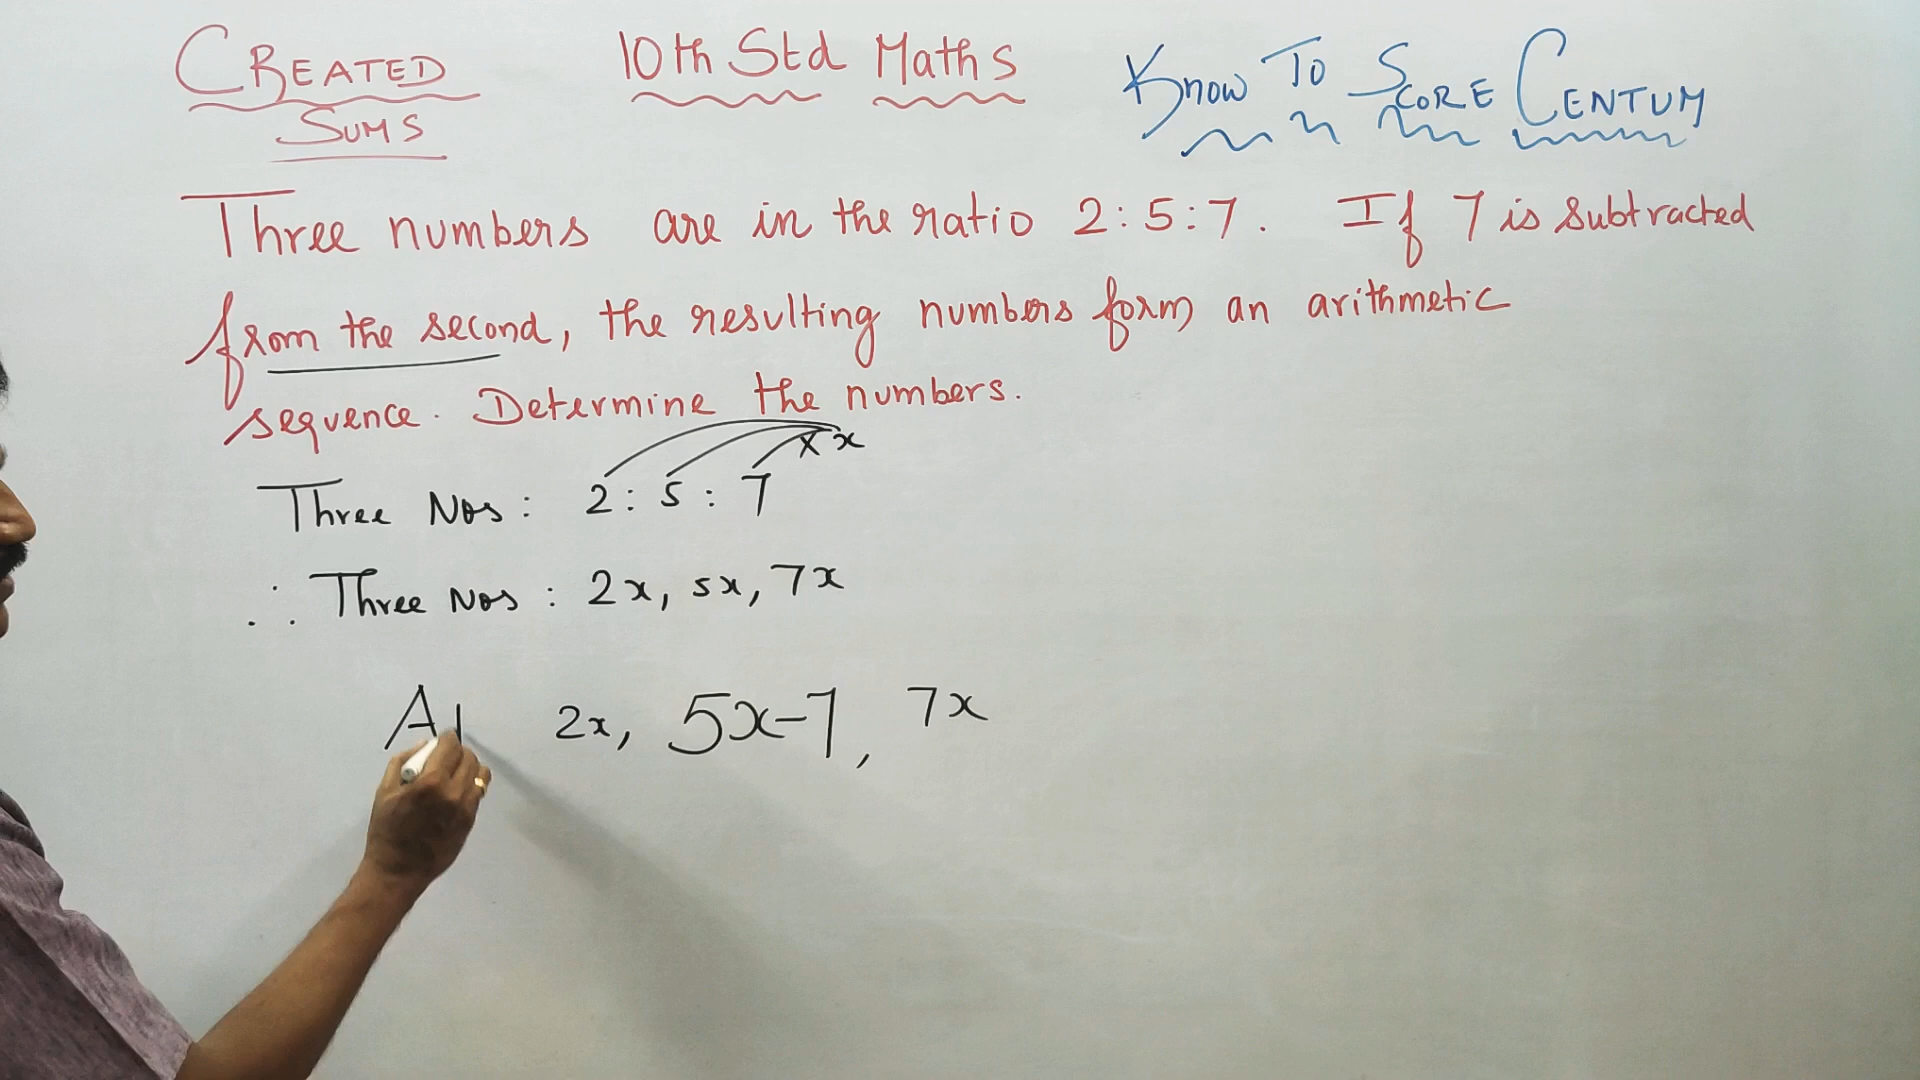 CREATED SUMS
10th Std Maths
Know To SCORE CENTUM
Three numbers are in the ratio 2:5:7. If 7 is subtracted
from the second, the resulting numbers form an arithmetic
sequence. Determine the numbers.
× x
Three Nos: 2 : 5 : 7
∴ Three Nos : 2x, 5x, 7x
A 2x, 5x-7, 7x